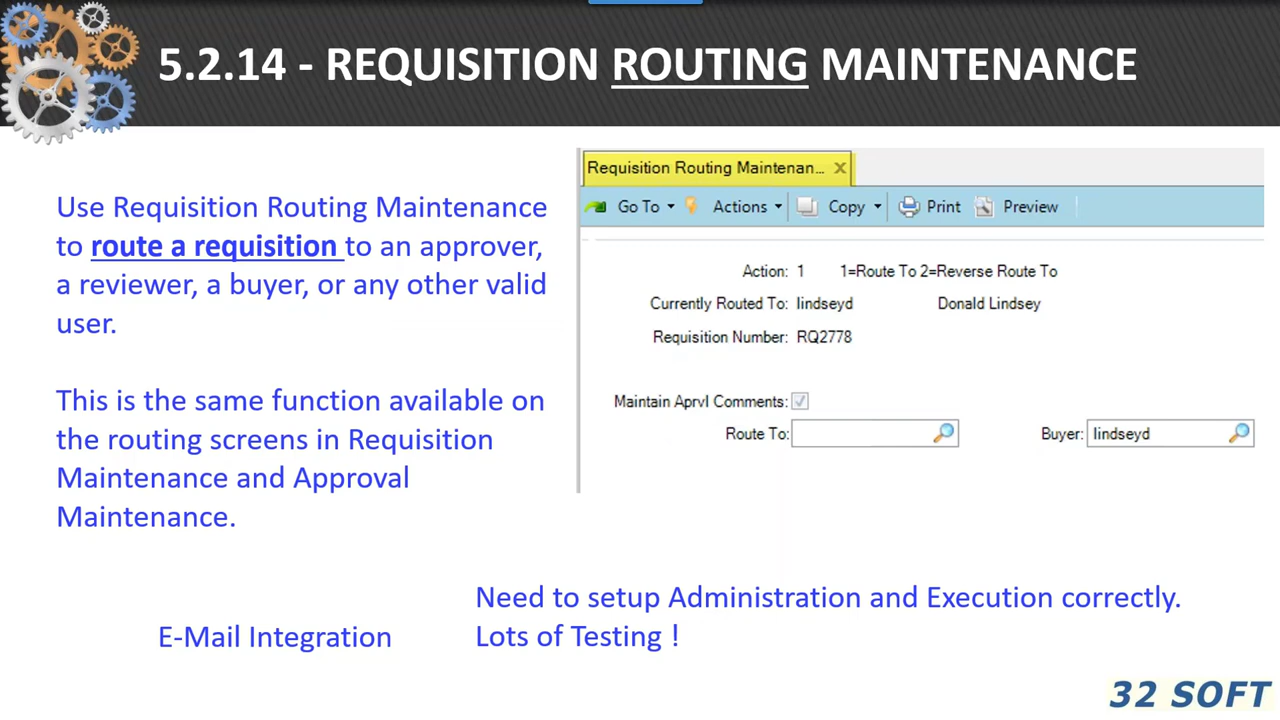 5.2.14 - REQUISITION ROUTING MAINTENANCE
Use Requisition Routing Maintenance
to route a requisition to an approver,
a reviewer, a buyer, or any other valid
user.
This is the same function available on
the routing screens in Requisition
Maintenance and Approval
Maintenance.
Requisition Routing Maintenan... x
Go To Actions Copy Print Preview
Action: 1 1=Route To 2=Reverse Route To
Currently Routed To: lindseyd Donald Lindsey
Requisition Number: RQ2778
Maintain Aprvl Comments:
Route To: Buyer: lindseyd
E-Mail Integration
Need to setup Administration and Execution correctly.
Lots of Testing !
32 SOFT